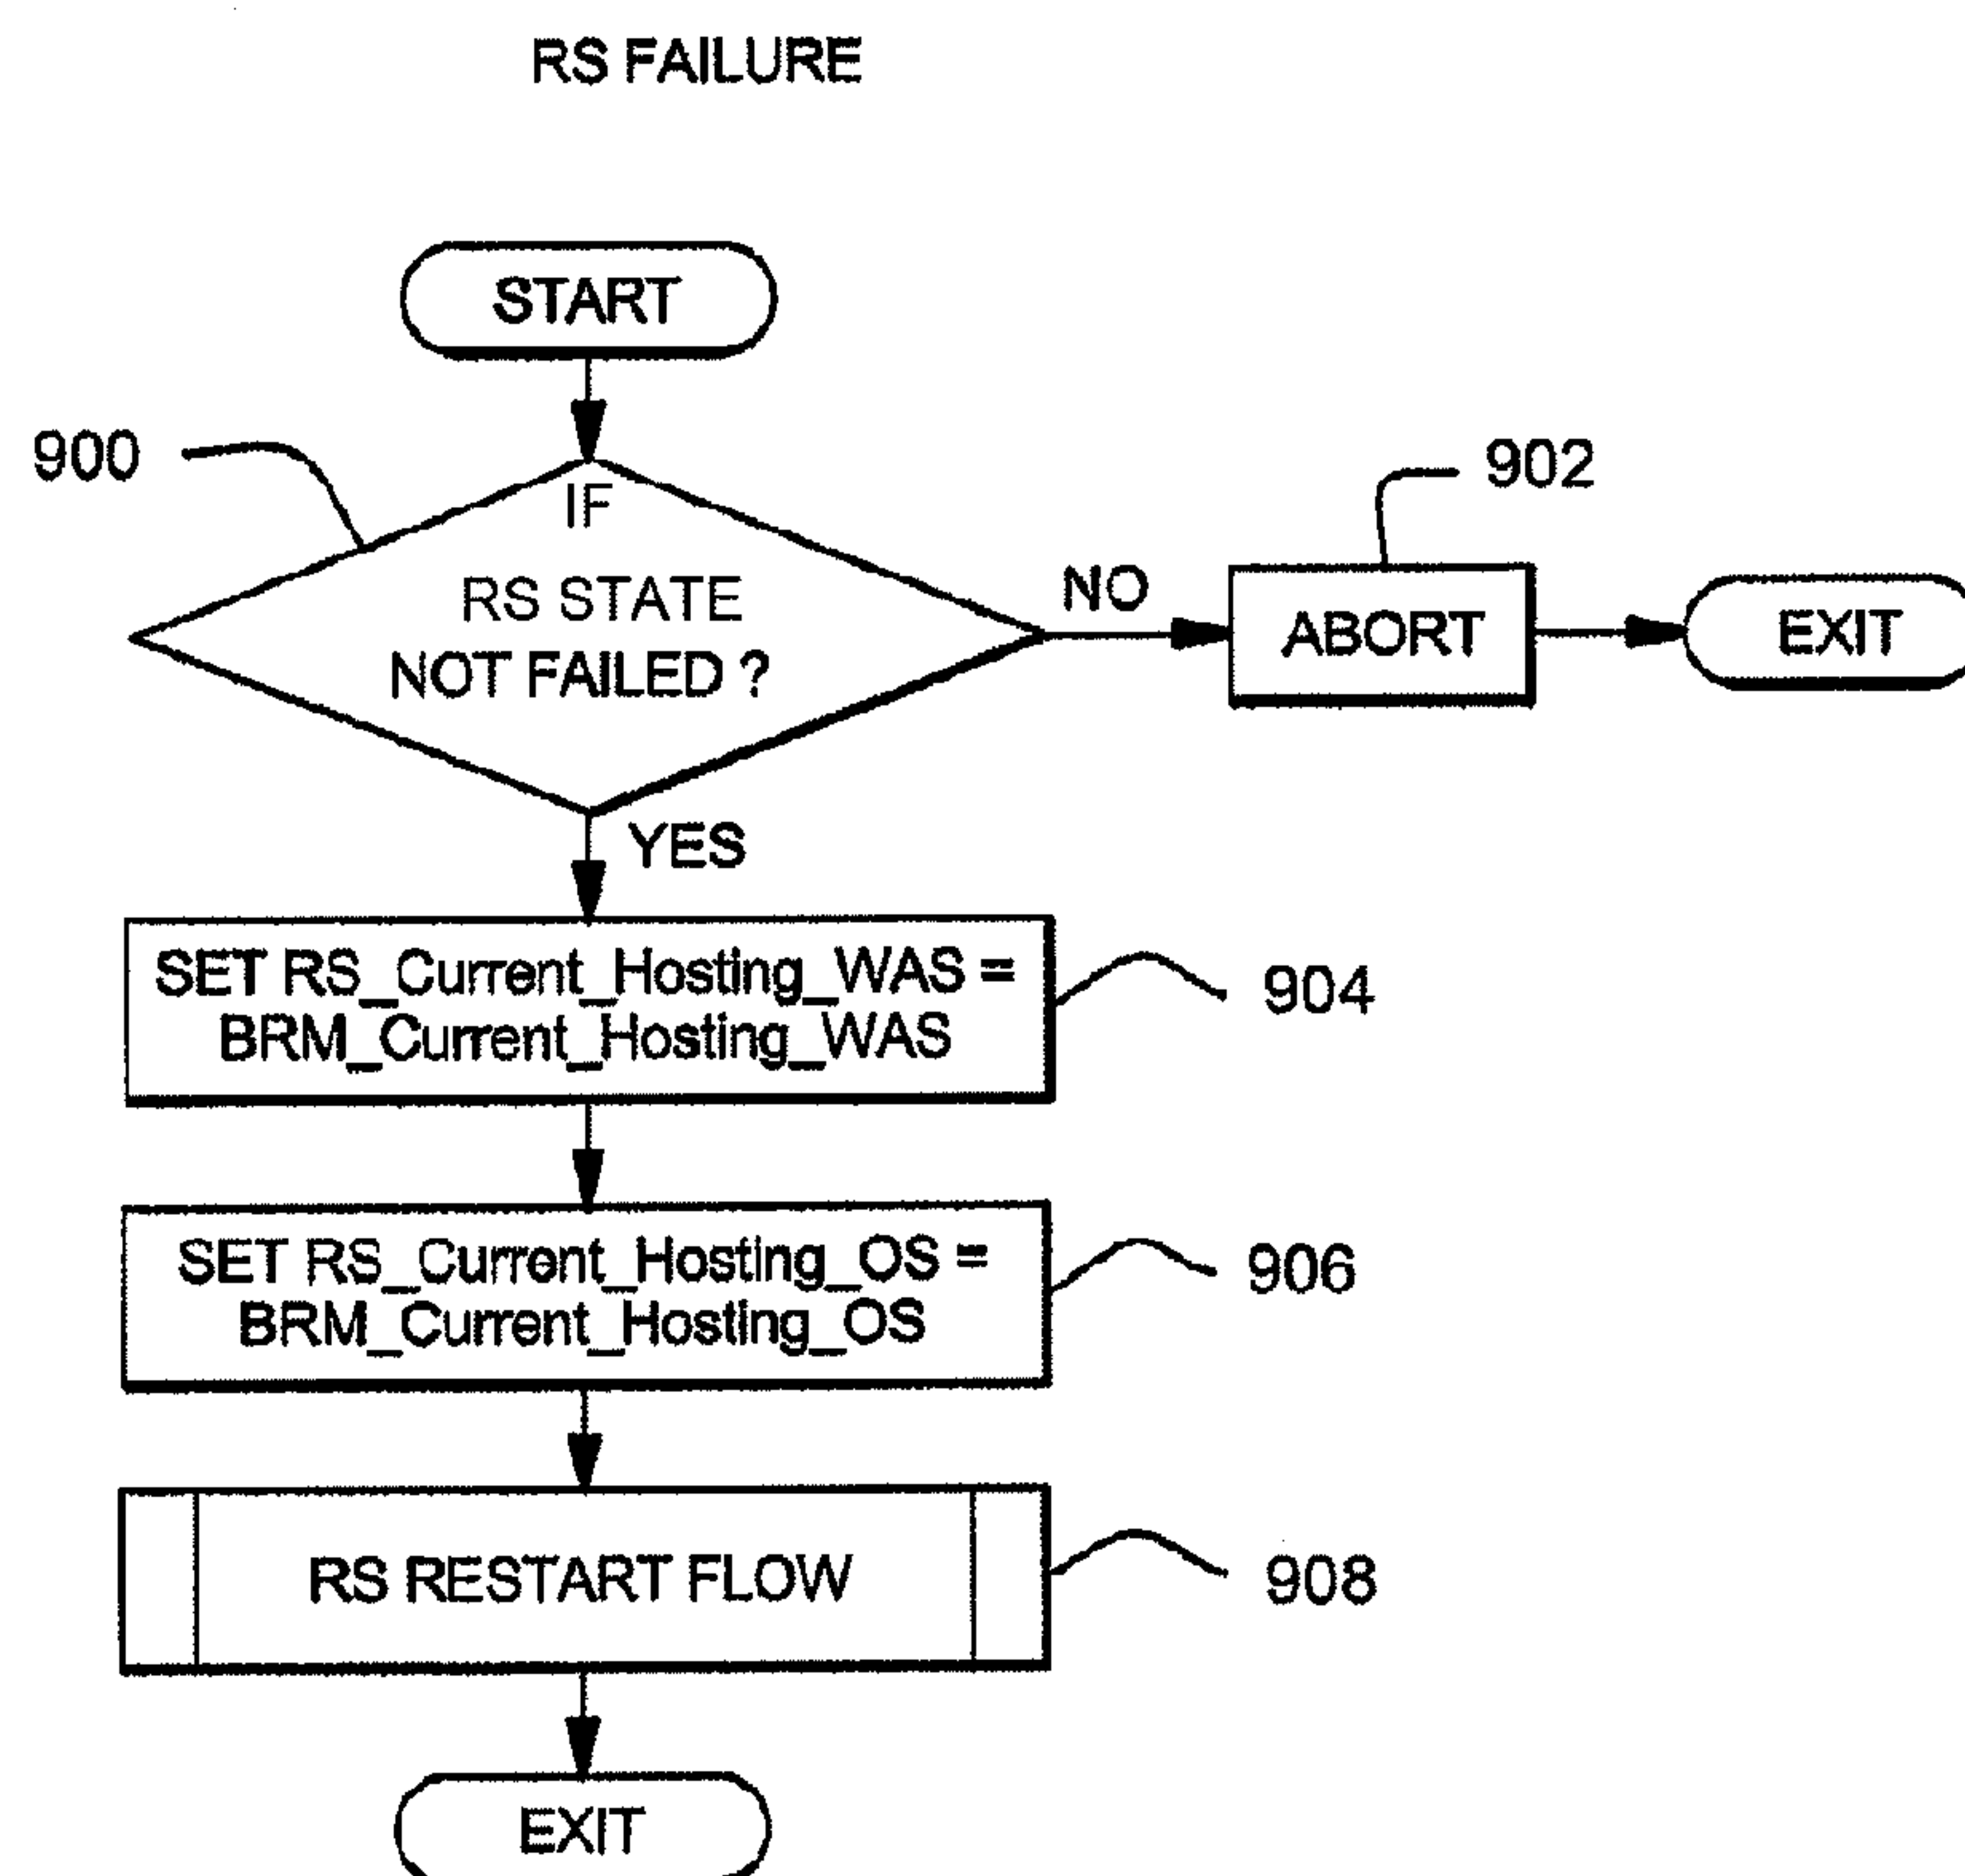 RS FAILURE
START
900
IF
RS STATE
NOT FAILED ?
NO
902
ABORT
EXIT
YES
SET RS_Current_Hosting_WAS =
BRM_Current_Hosting_WAS
904
SET RS_Current_Hosting_OS =
BRM_Current_Hosting_OS
906
RS RESTART FLOW
908
EXIT